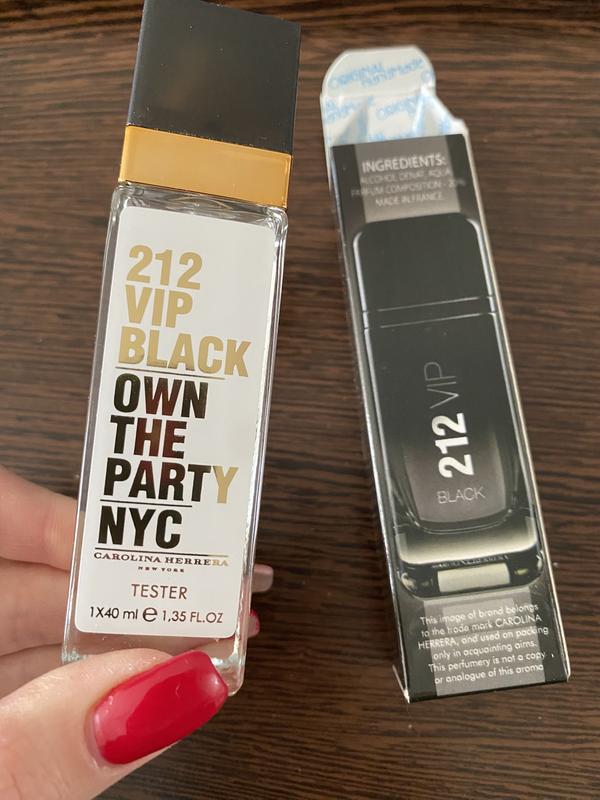 212
VIP
BLACK
OWN
THE
PARTY
NYC
CAROLINA HERRERA
NEW YORK
TESTER
1X40 ml e 1,35 FL.OZ
ORIGINAL
HandMade
ORIGINAL
INGREDIENTS:
ALCOHOL DENAT, AQUA,
PARFUM COMPOSITION - 20%
MADE IN FRANCE
212 VIP
BLACK
This image of brand belongs
to the trade mark CAROLINA
HERRERA, and used on packing
only in acquainting aims.
This perfumery is not a copy
or analogue of this aroma